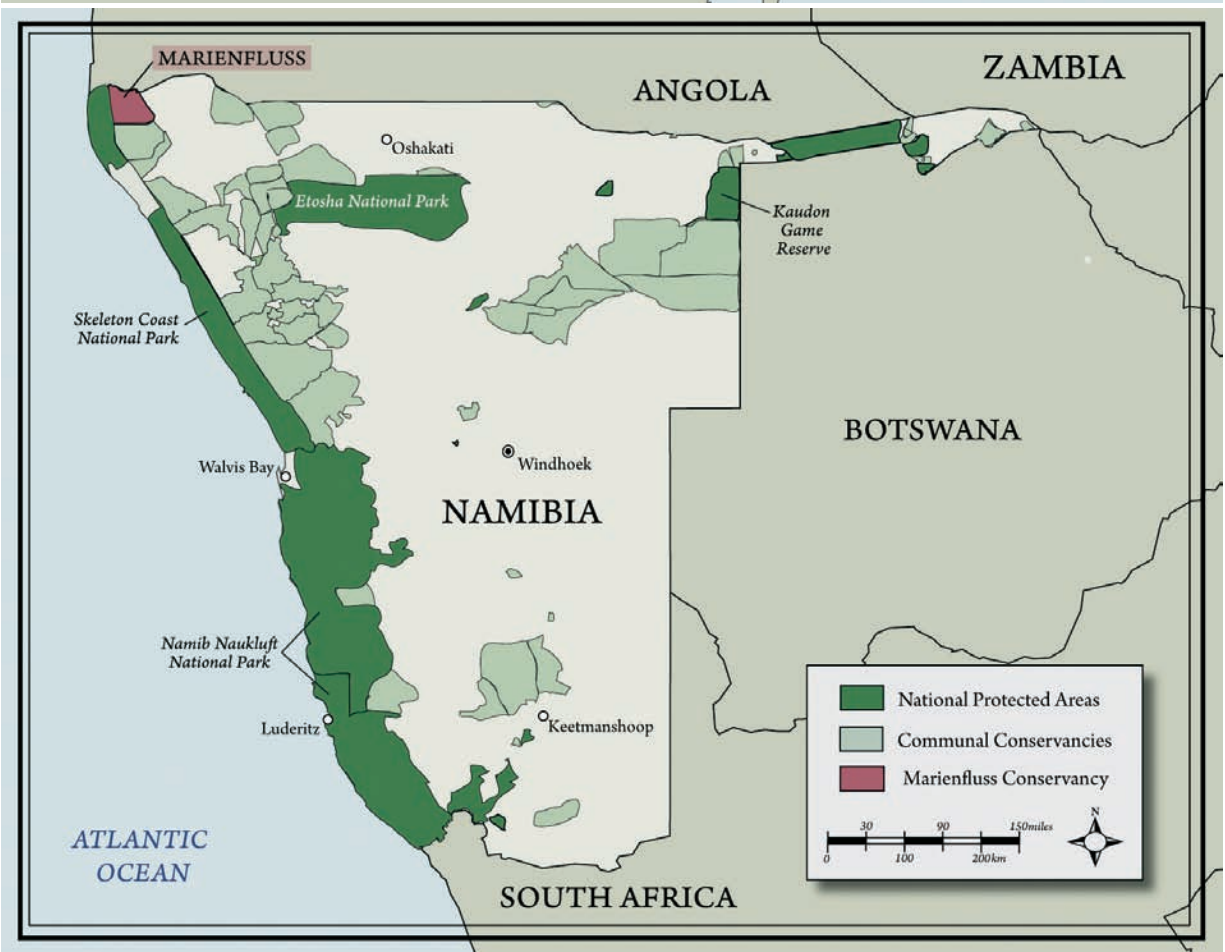 MARIENFLUSS
ANGOLA
ZAMBIA
Oshakati
Etosha National Park
Kaudon
Game
Reserve
Skeleton Coast
National Park
BOTSWANA
Walvis Bay
Windhoek
NAMIBIA
Namib Naukluft
National Park
Luderitz
Keetmanshoop
National Protected Areas
Communal Conservancies
Marienfluss Conservancy
N
30 90 150miles
0 100 200km
ATLANTIC
OCEAN
SOUTH AFRICA